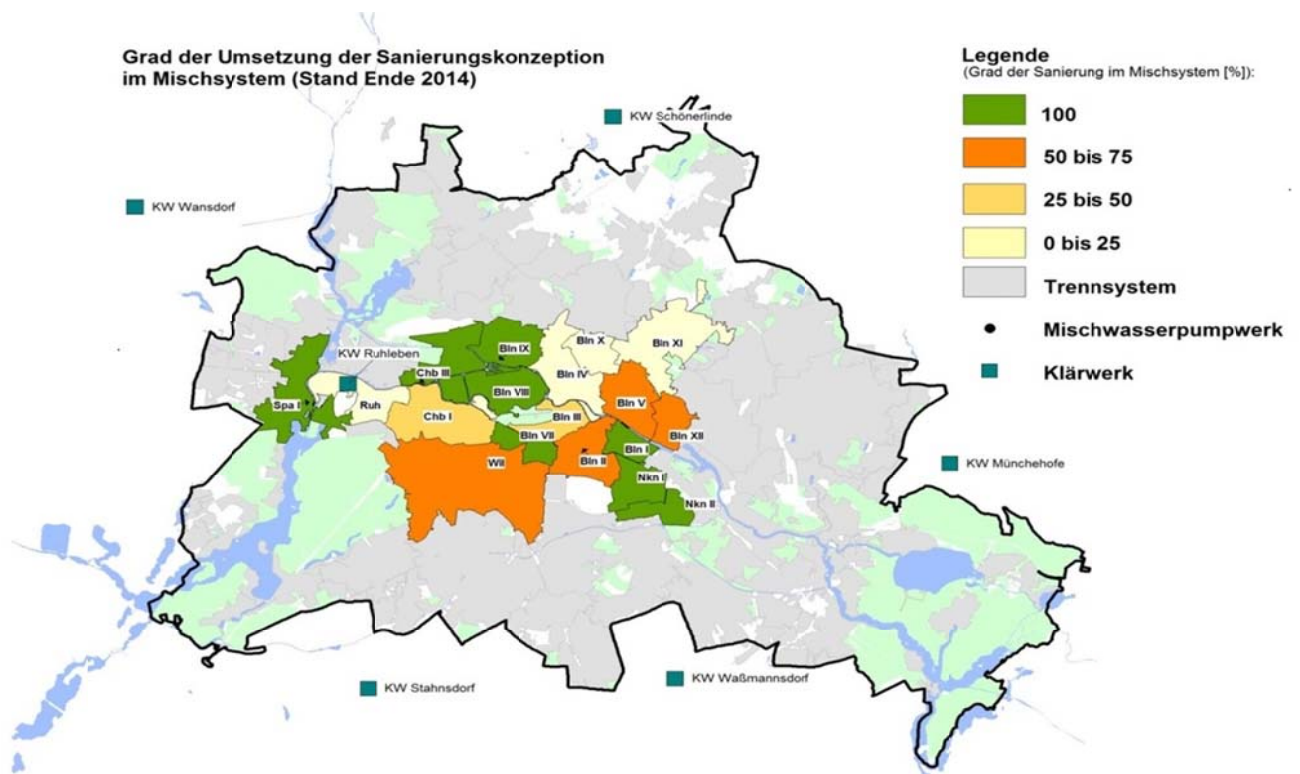 Grad der Umsetzung der Sanierungskonzeption
im Mischsystem (Stand Ende 2014)
Legende
(Grad der Sanierung im Mischsystem [%]):
100
50 bis 75
25 bis 50
0 bis 25
Trennsystem
Mischwasserpumpwerk
Klärwerk
KW Schönerlinde
KW Wansdorf
KW Ruhleben
Bln IX
Bln X
Bln XI
Chb III
Bln IV
Bln VIII
Spa I
Ruh
Chb I
Bln III
Bln V
Bln VII
Bln I
Bln XII
Wil
Bln II
Nkn I
Nkn II
KW Münchehofe
KW Stahnsdorf
KW Waßmannsdorf